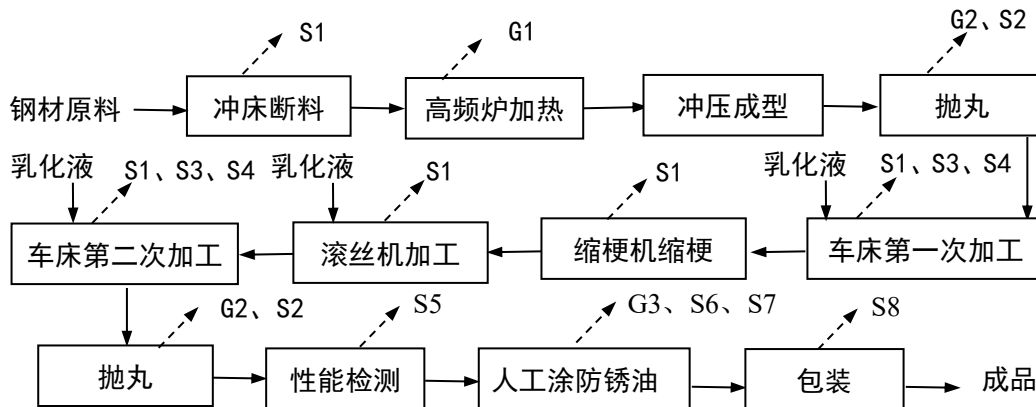 S1 G1 G2、S2
钢材原料 冲床断料 高频炉加热 冲压成型 抛丸
乳化液 S1、S3、S4 乳化液 S1 S1 乳化液 S1、S3、S4
车床第二次加工 滚丝机加工 缩梗机缩梗 车床第一次加工
G2、S2 S5 G3、S6、S7 S8
抛丸 性能检测 人工涂防锈油 包装 成品